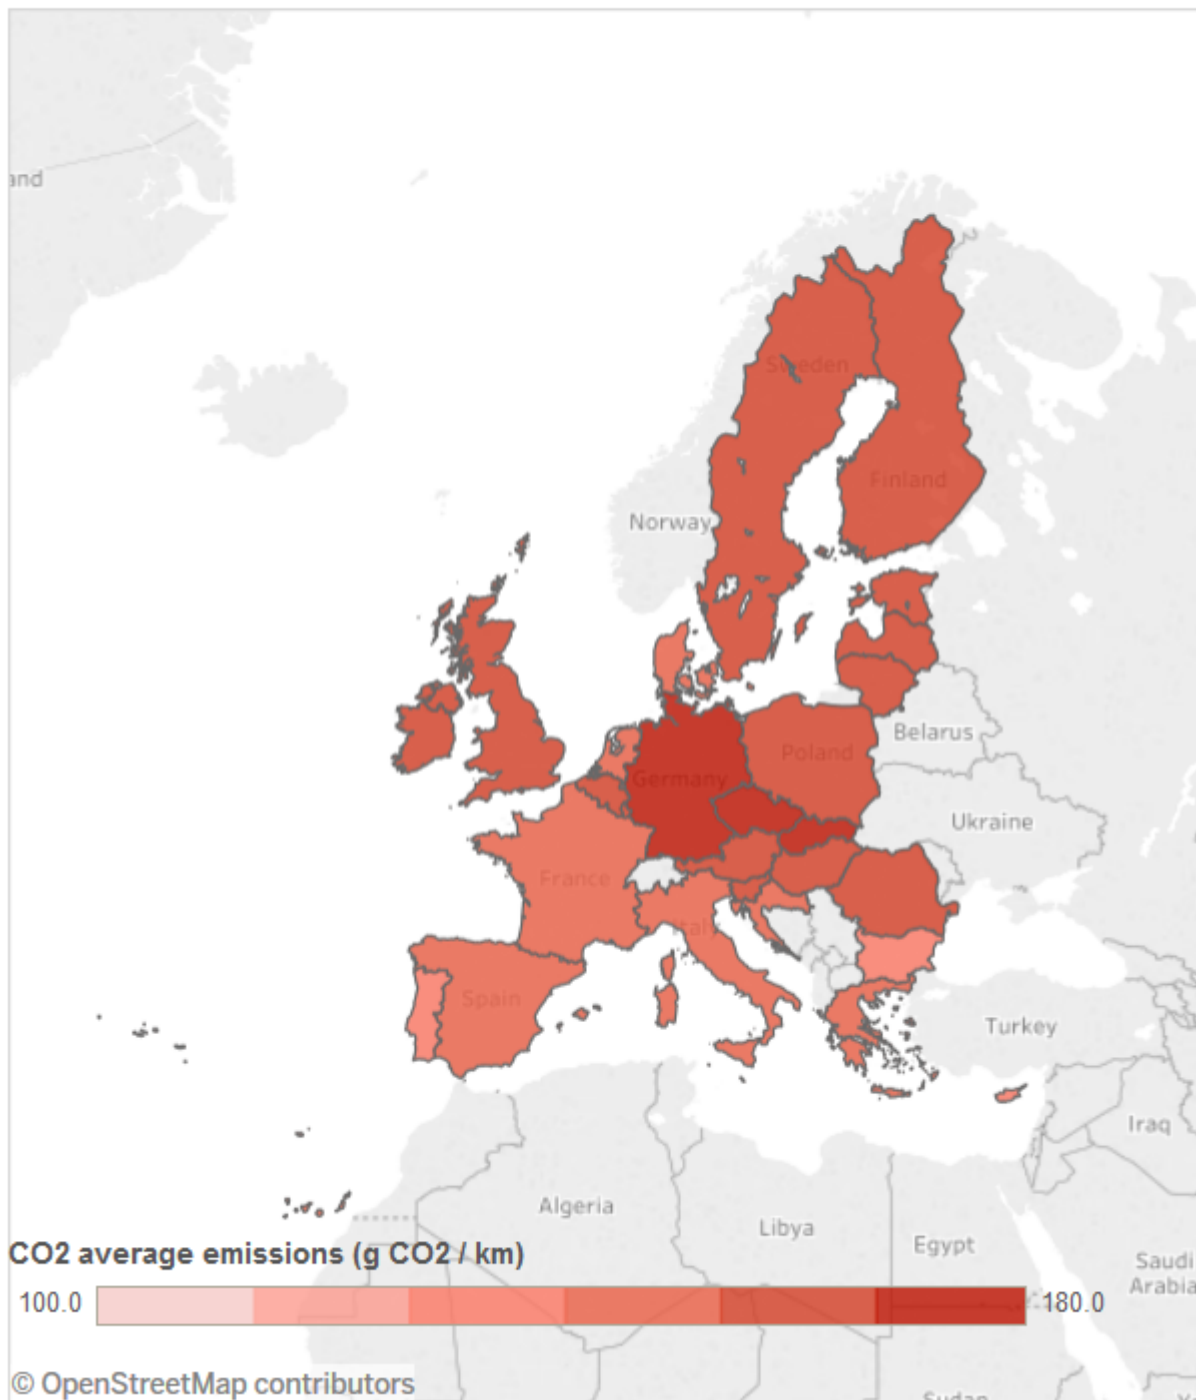 and
Sweden
Finland
Norway
Belarus
Poland
Germany
Ukraine
France
Italy
Spain
Turkey
Iraq
Algeria
Libya
Egypt
Saudi
Arabia
CO2 average emissions (g CO2 / km)
100.0
180.0
© OpenStreetMap contributors
Sudan